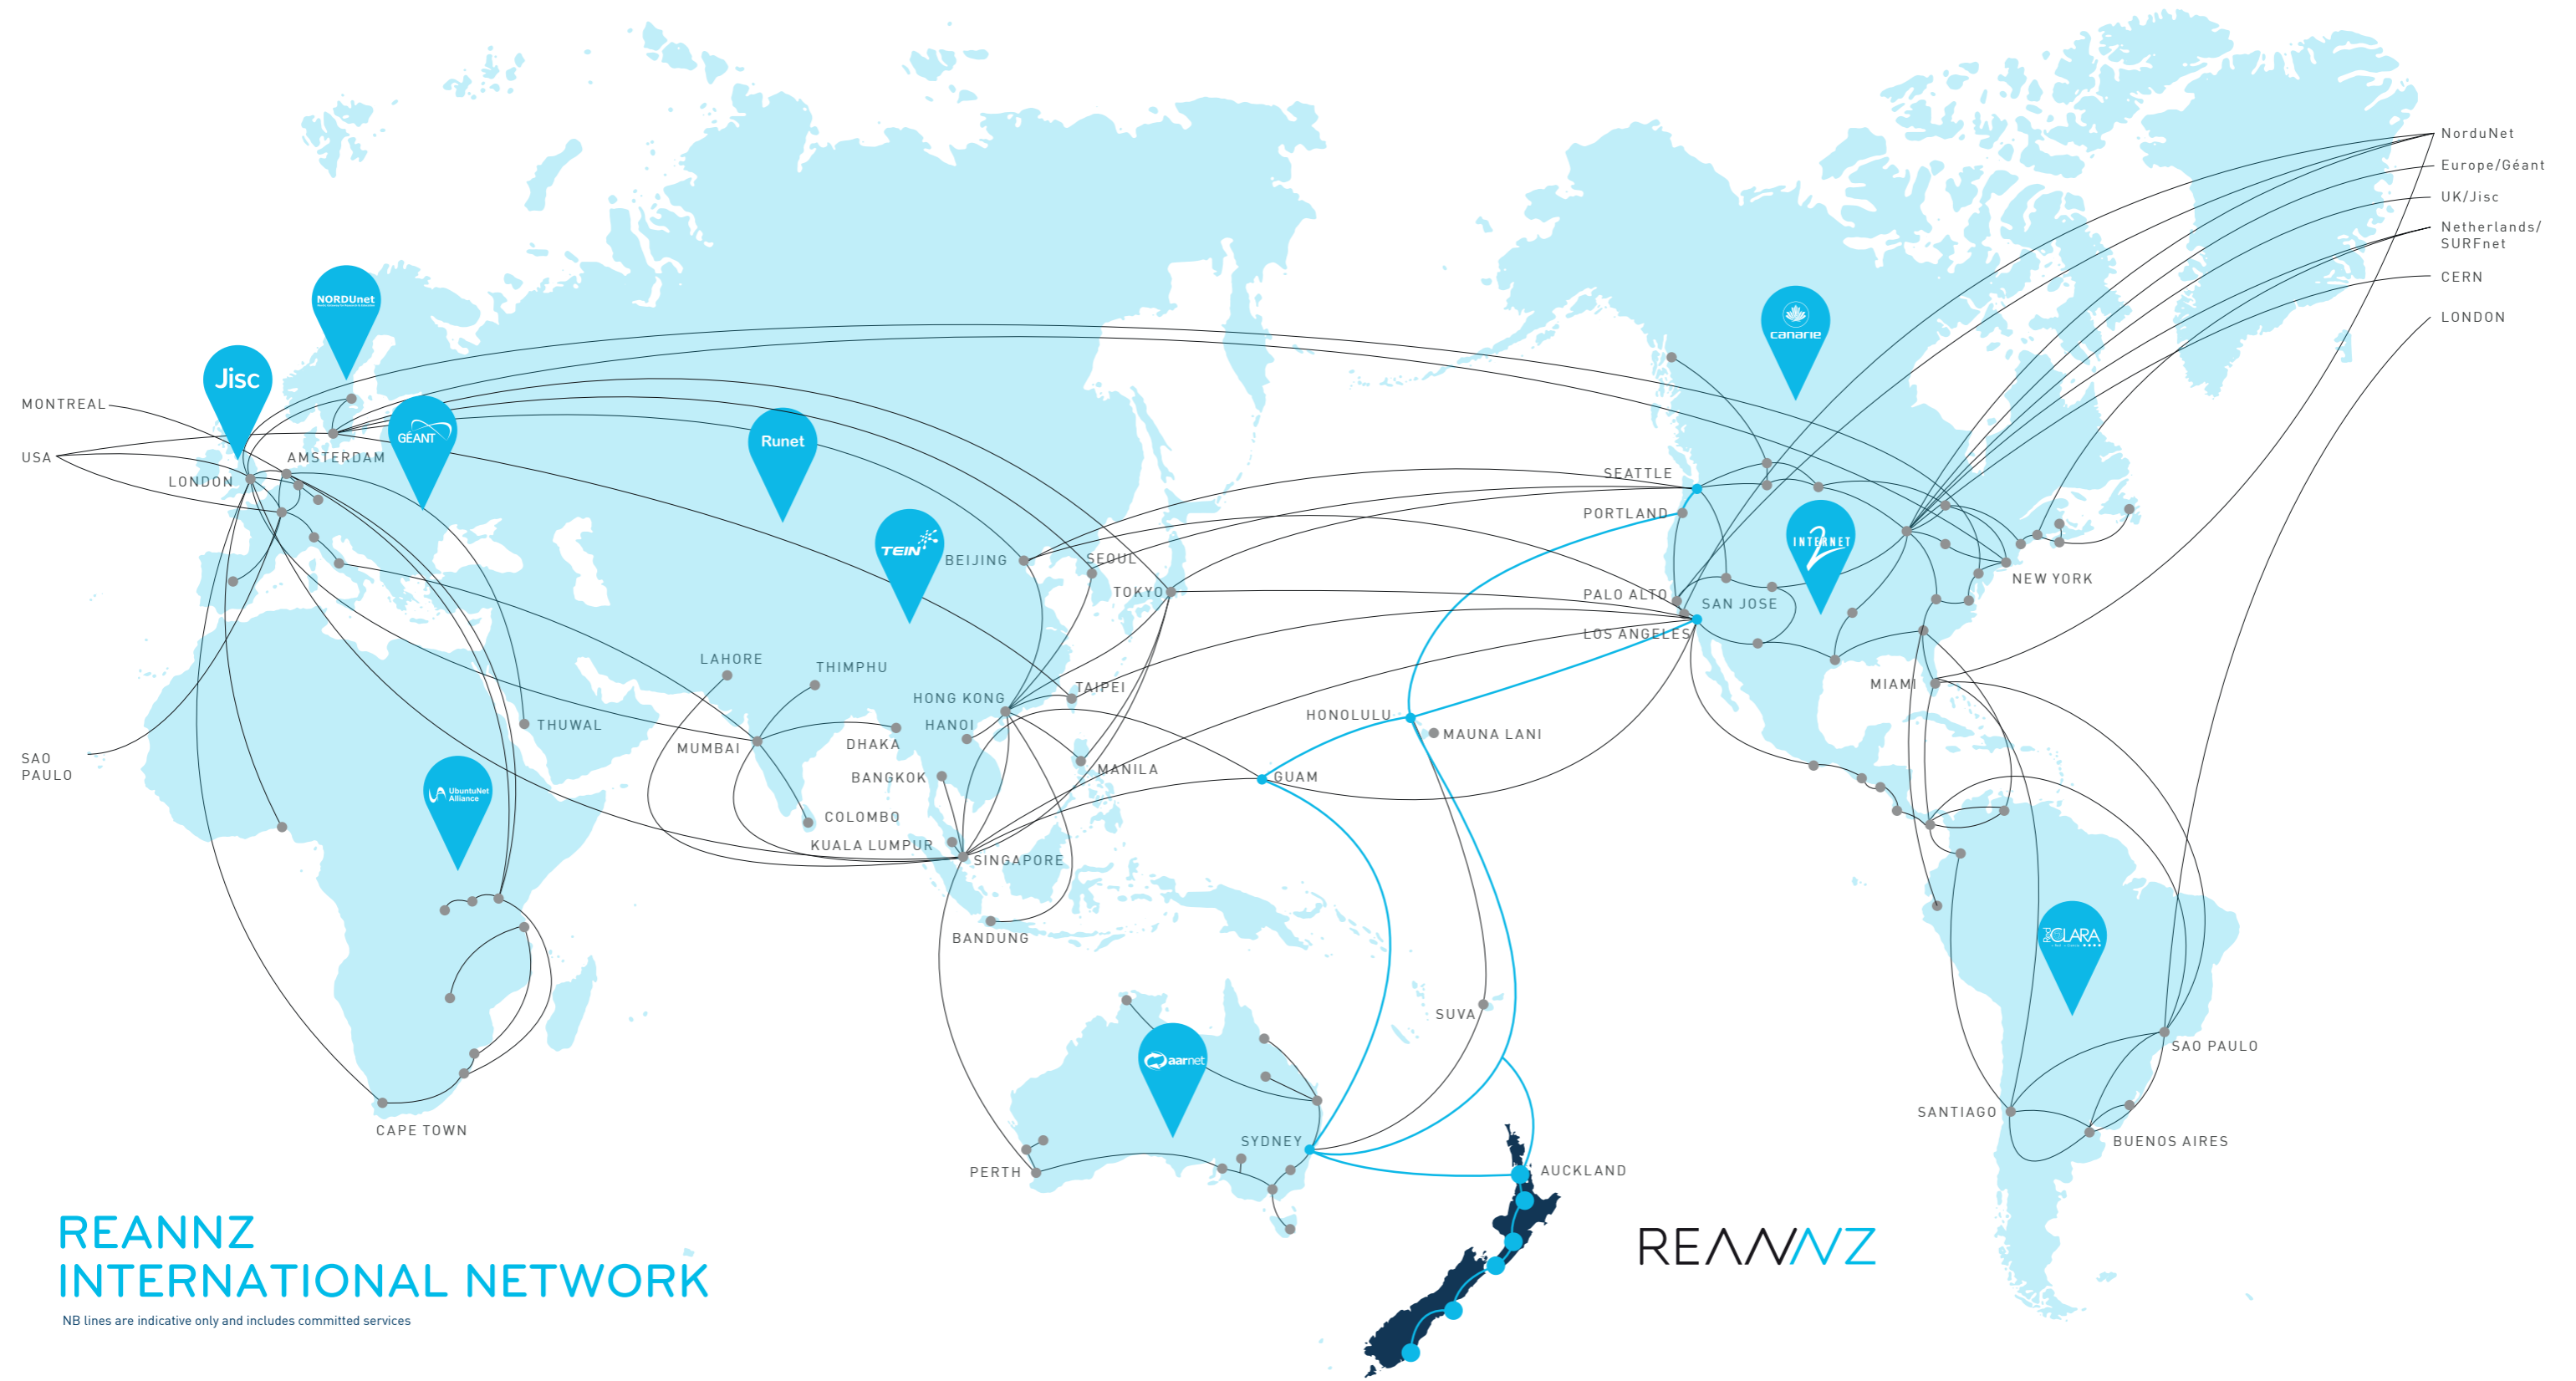 NorduNet
Europe/Géant
UK/Jisc
Netherlands/
SURFnet
CERN
LONDON
NORDUnet
canarie
Jisc
GÉANT
Runet
TEIN
INTERNET
2
MONTREAL
USA
AMSTERDAM
LONDON
SEATTLE
PORTLAND
BEIJING
SEOUL
TOKYO
PALO ALTO
SAN JOSE
NEW YORK
LOS ANGELES
LAHORE
THIMPHU
HONG KONG
TAIPEI
MIAMI
HANOI
THUWAL
MUMBAI
DHAKA
HONOLULU
MAUNA LANI
SAO
PAULO
BANGKOK
MANILA
GUAM
UbuntuNet
Alliance
COLOMBO
KUALA LUMPUR
SINGAPORE
BANDUNG
CLARA
SUVA
aarnet
SAO PAULO
SANTIAGO
BUENOS AIRES
CAPE TOWN
SYDNEY
PERTH
AUCKLAND
REANNZ
INTERNATIONAL NETWORK
NB lines are indicative only and includes committed services
REANNZ